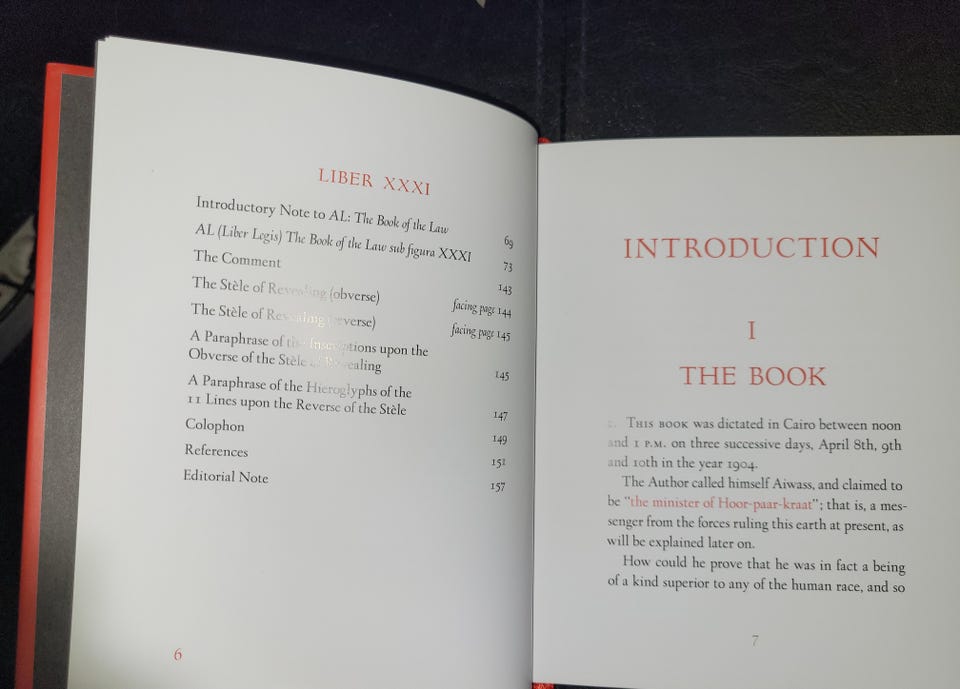 LIBER XXXI
Introductory Note to AL: The Book of the Law 69
AL (Liber Legis) The Book of the Law sub figura XXXI 73
The Comment 143
The Stèle of Revealing (obverse) facing page 144
The Stèle of Revealing (reverse) facing page 145
A Paraphrase of the Inscriptions upon the
Obverse of the Stèle of Revealing 145
A Paraphrase of the Hieroglyphs of the
11 Lines upon the Reverse of the Stèle 147
Colophon 149
References 151
Editorial Note 157
6
INTRODUCTION
I
THE BOOK
1. THIS BOOK was dictated in Cairo between noon
and 1 P.M. on three successive days, April 8th, 9th
and 10th in the year 1904.
The Author called himself Aiwass, and claimed to
be "the minister of Hoor-paar-kraat"; that is, a mes-
senger from the forces ruling this earth at present, as
will be explained later on.
How could he prove that he was in fact a being
of a kind superior to any of the human race, and so
7